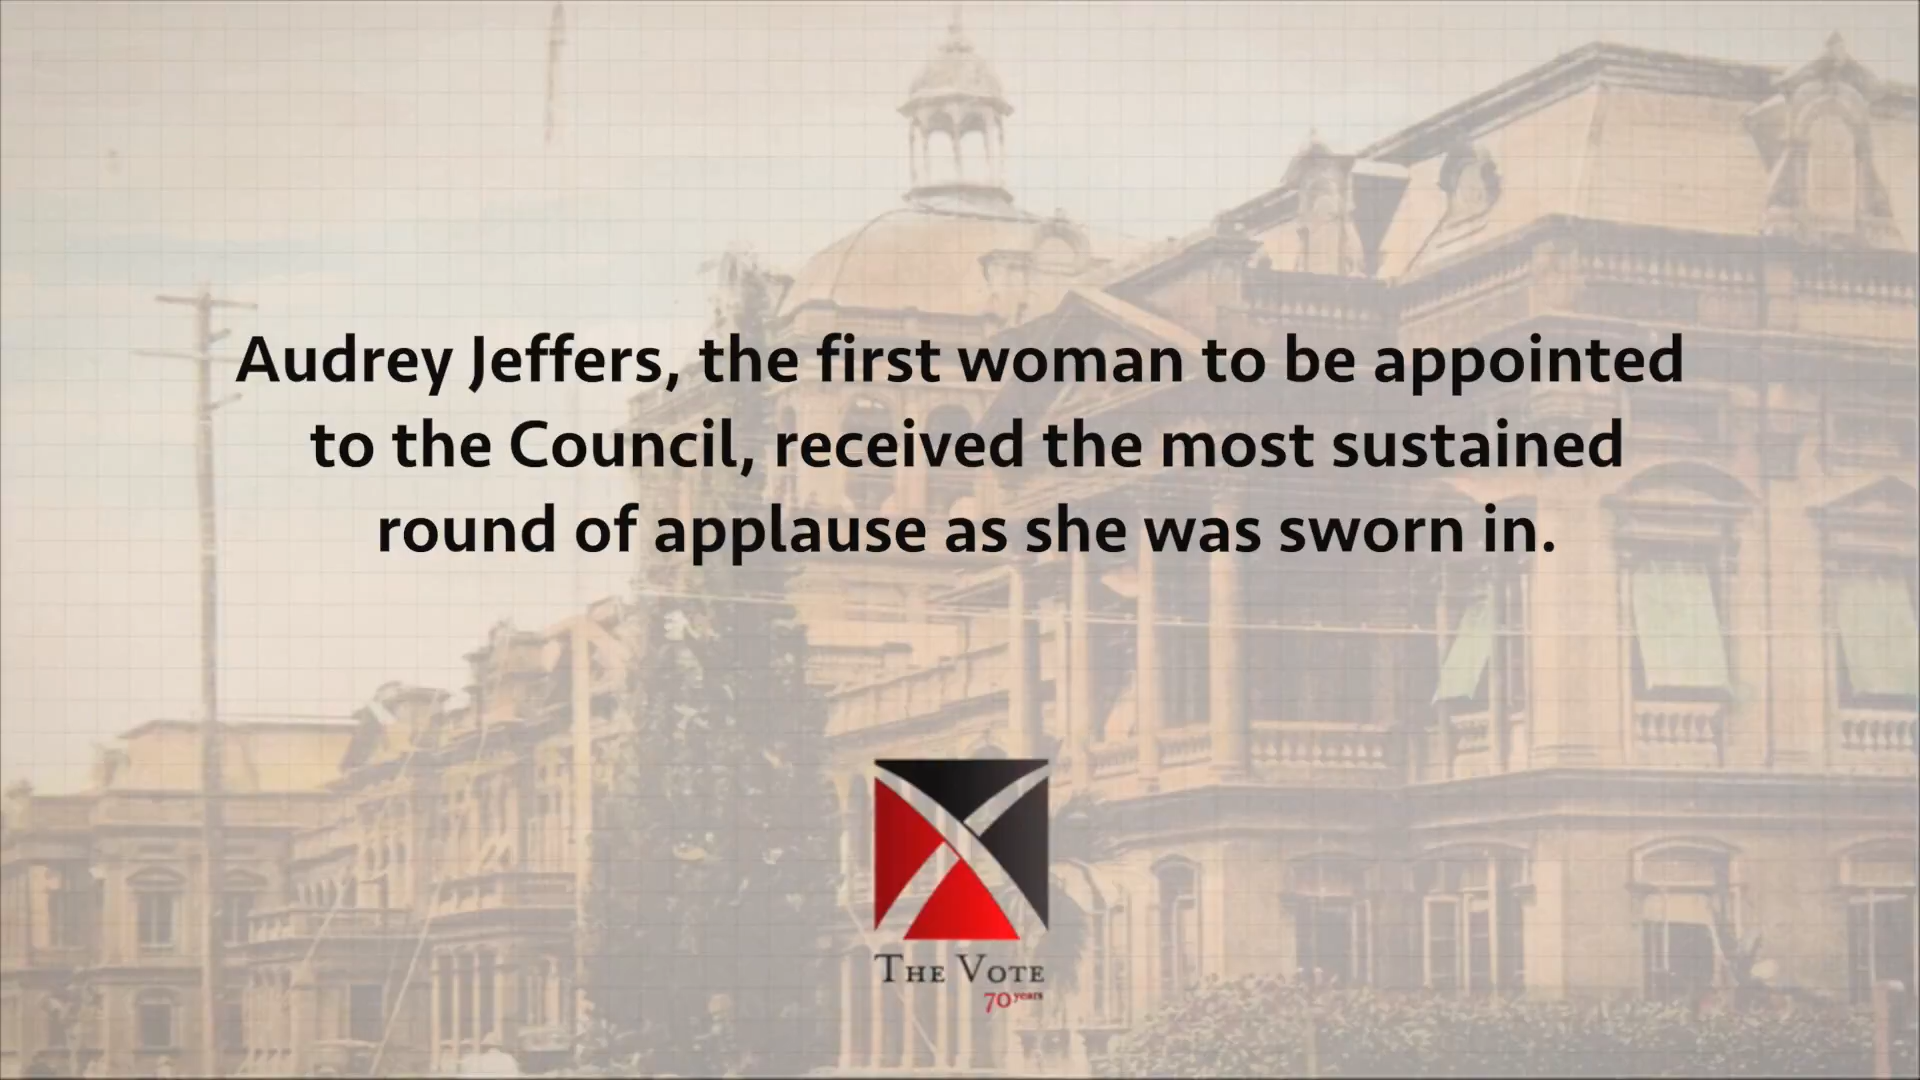 Audrey Jeffers, the first woman to be appointed
to the Council, received the most sustained
round of applause as she was sworn in.
The Vote
70 years